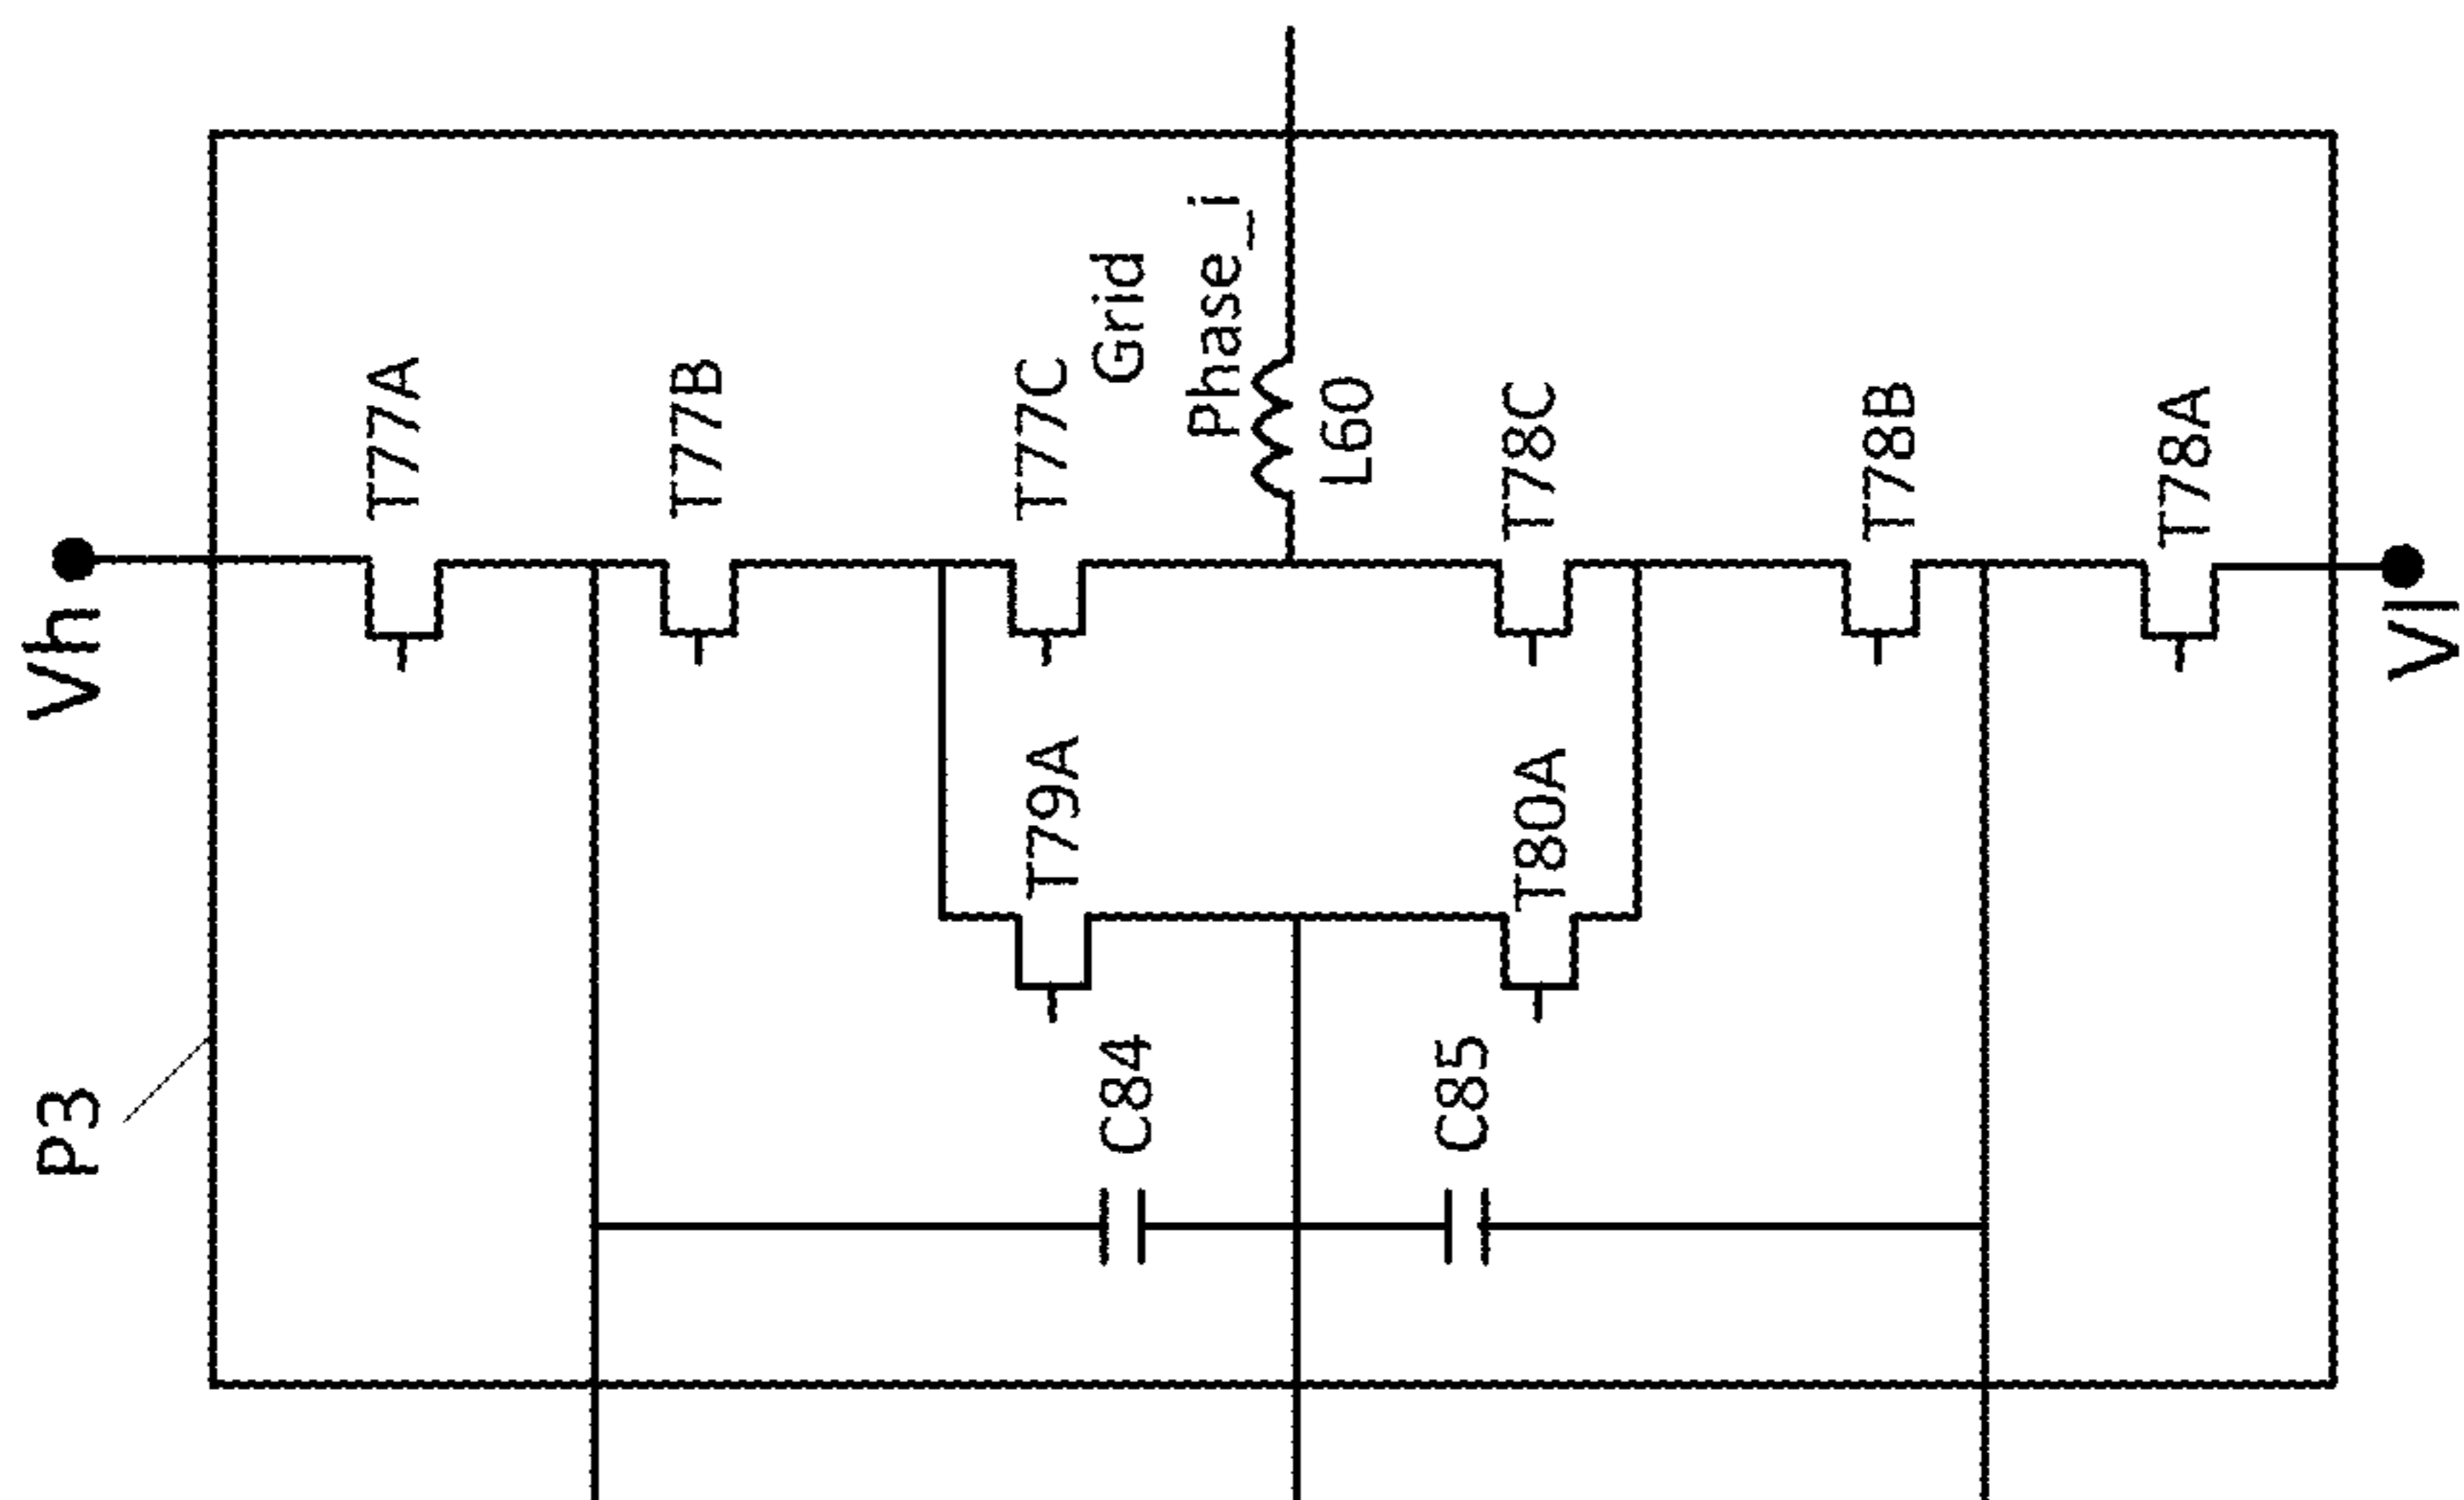 Vh
P3
T77A
T77B
T77C
Grid
Phase_i
L60
T78C
T78B
T78A
T79A
T80A
C84
C85
Vl